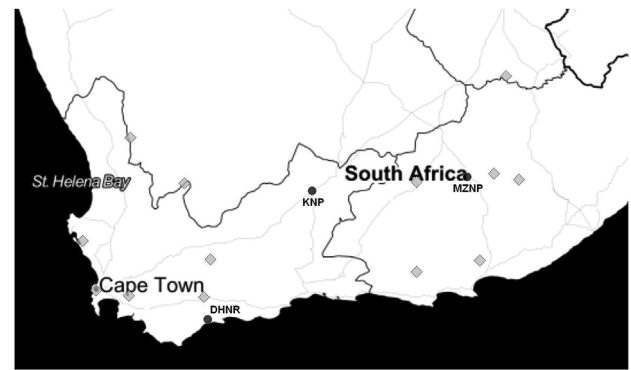 South Africa
St. Helena Bay
MZNP
KNP
Cape Town
DHNR